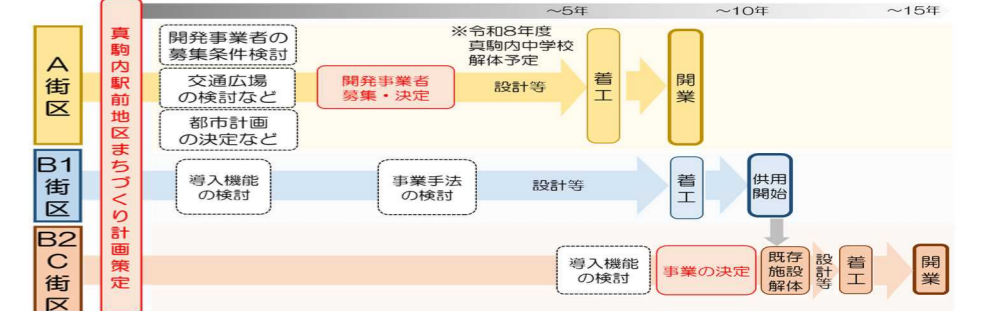 ~5年
~10年
~15年
真駒内駅前地区まちづくり計画策定
A街区
開発事業者の
募集条件検討
交通広場
の検討など
都市計画
の決定など
開発事業者
募集・決定
※令和8年度
真駒内中学校
解体予定
設計等
着工
開業
B1
街区
導入機能
の検討
事業手法
の検討
設計等
着工
供用
開始
B2
C
街区
導入機能
の検討
事業の決定
既存
施設
解体
設計等
着工
開業